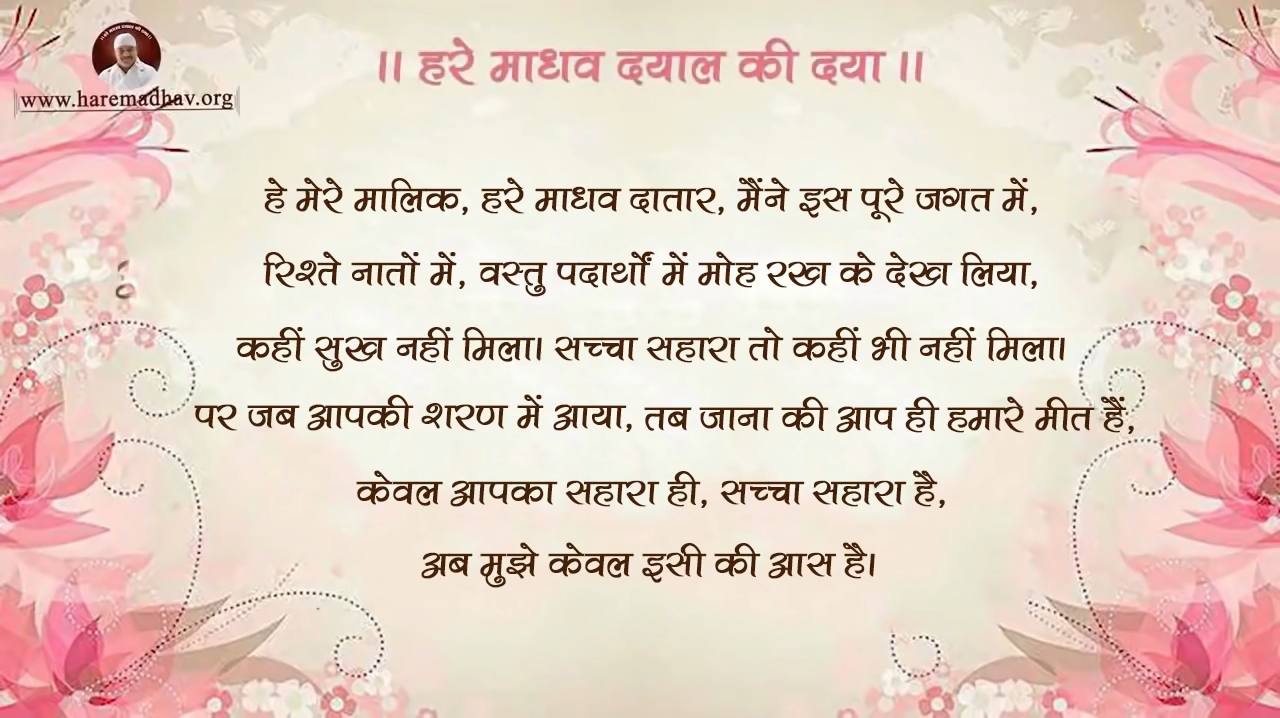 ॥ हरे माधव दयाल की दया ॥
www.haremadhav.org
हे मेरे मालिक, हरे माधव दातार, मैंने इस पूरे जगत में,
रिश्ते नातों में, वस्तु पदार्थों में मोह रख के देख लिया,
कहीं सुख नहीं मिला। सच्चा सहारा तो कहीं भी नहीं मिला।
पर जब आपकी शरण में आया, तब जाना की आप ही हमारे मीत हैं,
केवल आपका सहारा ही, सच्चा सहारा है,
अब मुझे केवल इसी की आस है।